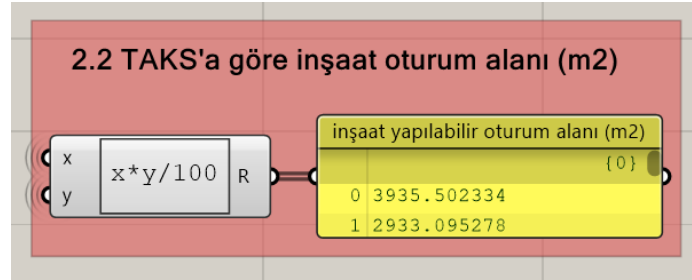 2.2 TAKS'a göre inşaat oturum alanı (m2)
inşaat yapılabilir oturum alanı (m2)
{0}
x
x*y/100
R
y
0 3935.502334
1 2933.095278